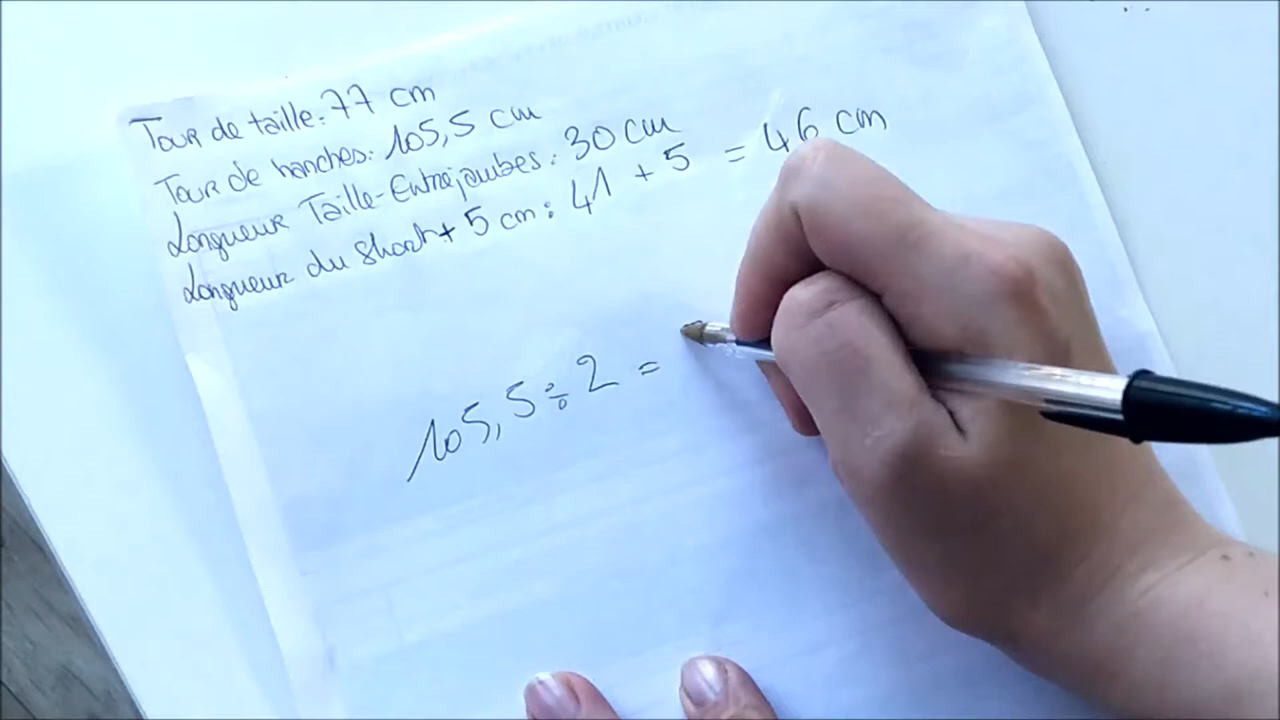 Tour de taille: 77 cm
Tour de hanches: 105,5 cm
Longueur Taille-Entrejambes: 30 cm
Longueur du Short + 5 cm: 41 + 5 = 46 cm
105,5 ÷ 2 =